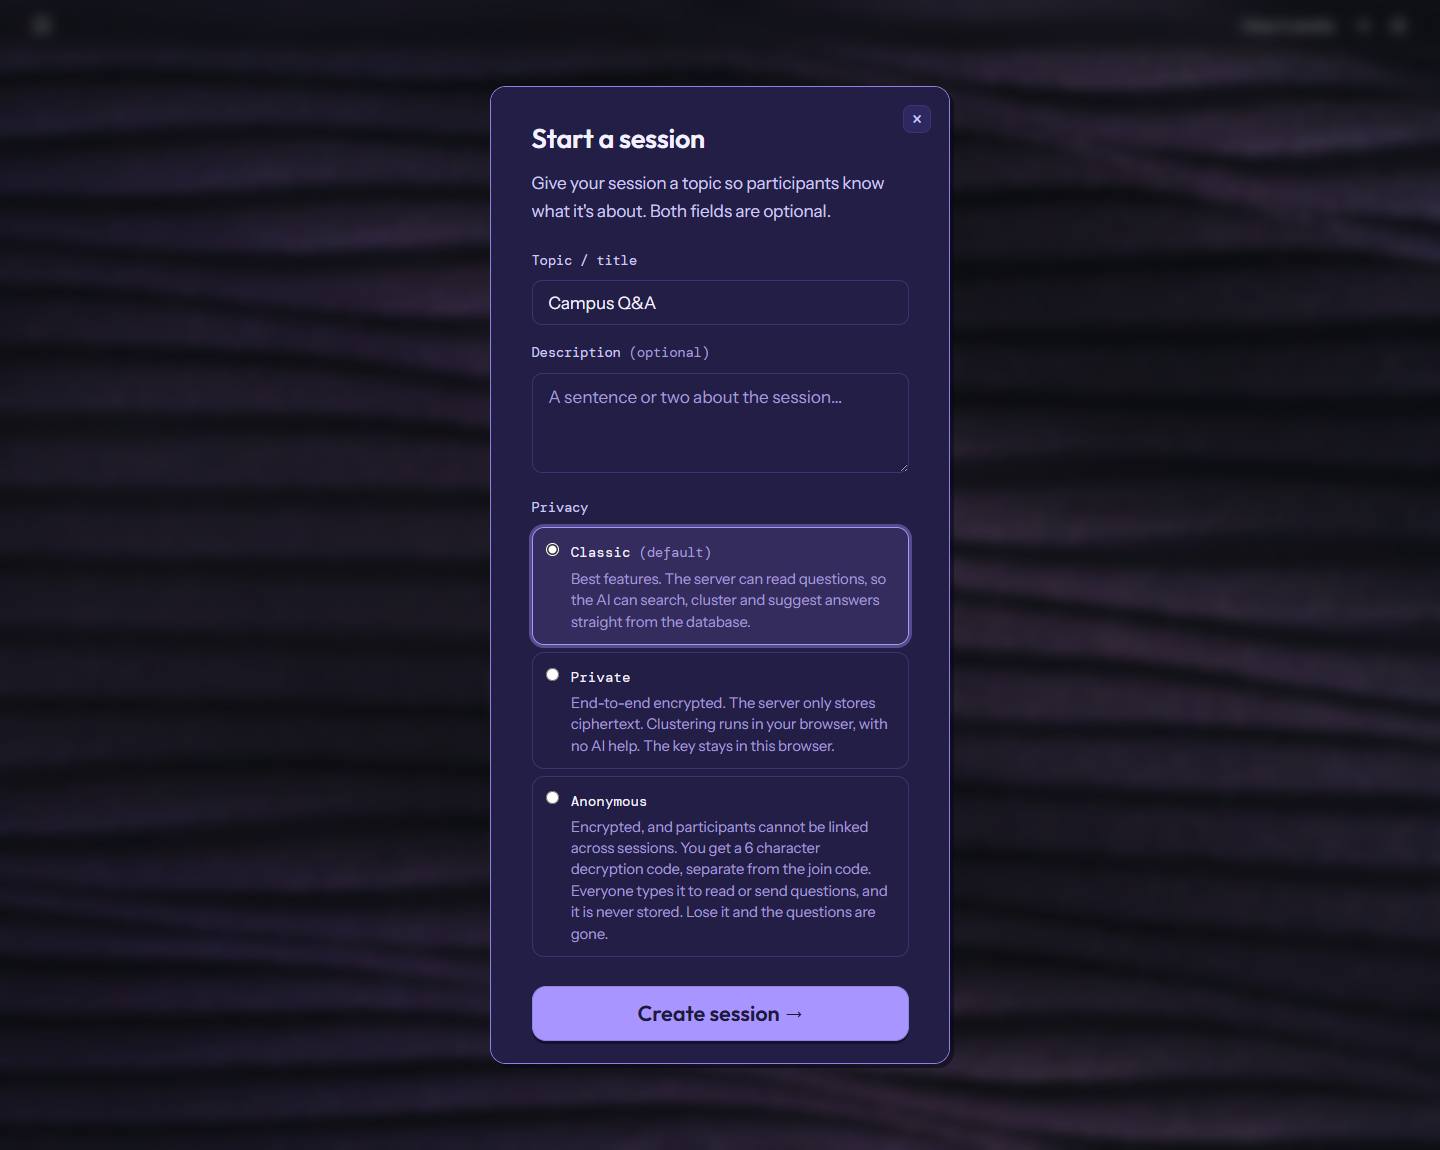 ×
Start a session
Give your session a topic so participants know
what it's about. Both fields are optional.
Topic / title
Campus Q&A
Description (optional)
A sentence or two about the session...
Privacy
Classic (default)
Best features. The server can read questions, so
the AI can search, cluster and suggest answers
straight from the database.
Private
End-to-end encrypted. The server only stores
ciphertext. Clustering runs in your browser, with
no AI help. The key stays in this browser.
Anonymous
Encrypted, and participants cannot be linked
across sessions. You get a 6 character
decryption code, separate from the join code.
Everyone types it to read or send questions, and
it is never stored. Lose it and the questions are
gone.
Create session →